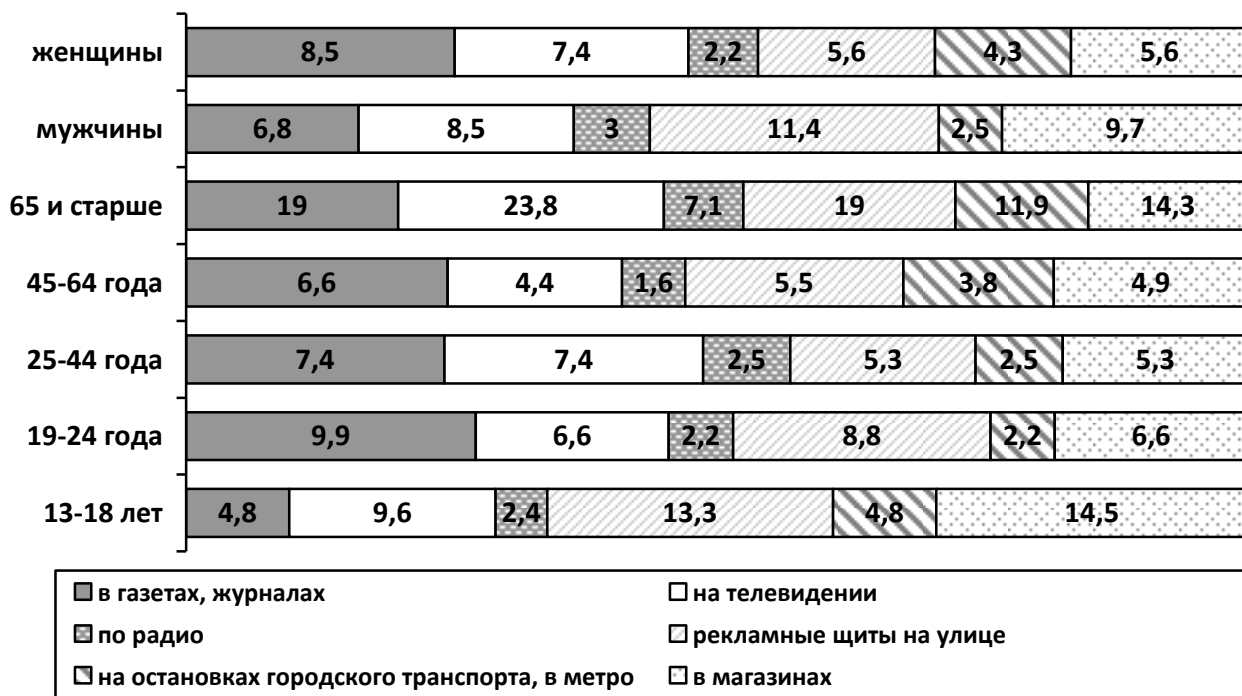 женщины 8,5 7,4 2,2 5,6 4,3 5,6
мужчины 6,8 8,5 3 11,4 2,5 9,7
65 и старше 19 23,8 7,1 19 11,9 14,3
45-64 года 6,6 4,4 1,6 5,5 3,8 4,9
25-44 года 7,4 7,4 2,5 5,3 2,5 5,3
19-24 года 9,9 6,6 2,2 8,8 2,2 6,6
13-18 лет 4,8 9,6 2,4 13,3 4,8 14,5
в газетах, журналах на телевидении
по радио рекламные щиты на улице
на остановках городского транспорта, в метро в магазинах